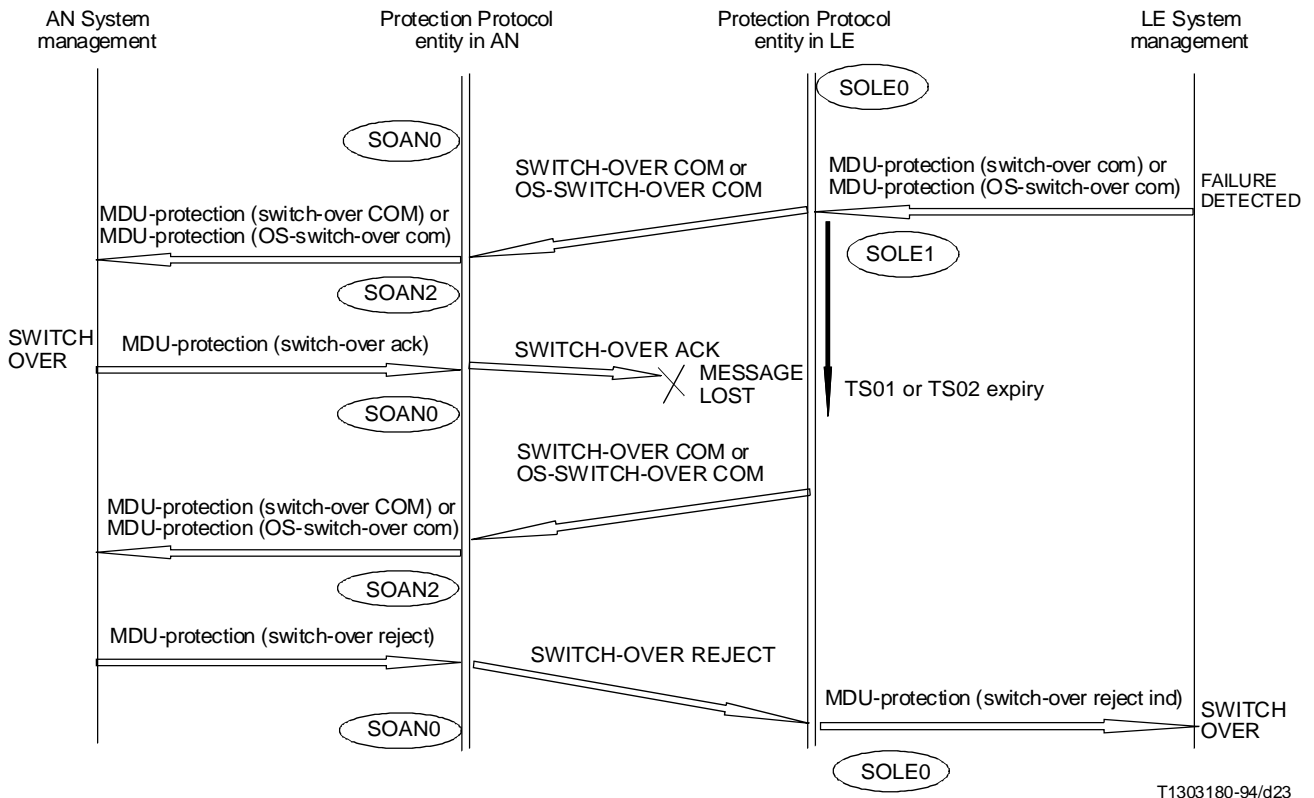 AN System
management
Protection Protocol
entity in AN
Protection Protocol
entity in LE
LE System
management
SOLE0
SOAN0
SWITCH-OVER COM or
OS-SWITCH-OVER COM
MDU-protection (switch-over com) or
MDU-protection (OS-switch-over com)
FAILURE
DETECTED
MDU-protection (switch-over COM) or
MDU-protection (OS-switch-over com)
SOLE1
SOAN2
SWITCH
OVER
MDU-protection (switch-over ack)
SWITCH-OVER ACK
MESSAGE
LOST
TS01 or TS02 expiry
SOAN0
SWITCH-OVER COM or
OS-SWITCH-OVER COM
MDU-protection (switch-over COM) or
MDU-protection (OS-switch-over com)
SOAN2
MDU-protection (switch-over reject)
SWITCH-OVER REJECT
MDU-protection (switch-over reject ind)
SWITCH
OVER
SOAN0
SOLE0
T1303180-94/d23